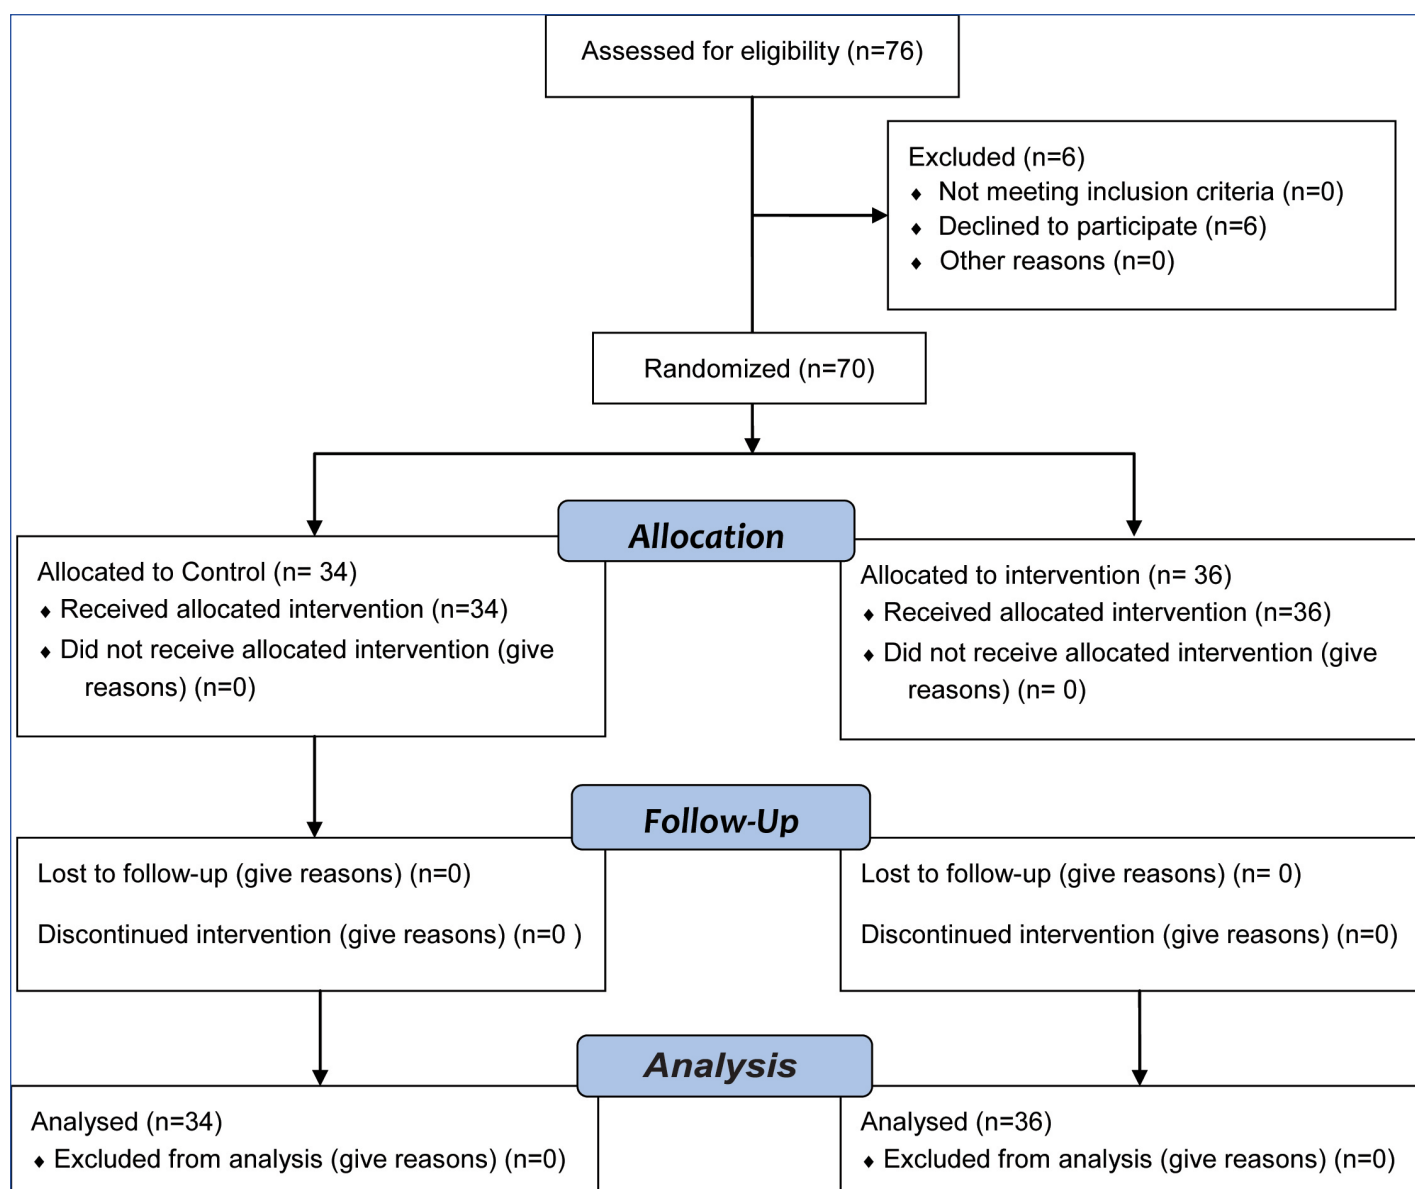 Assessed for eligibility (n=76)
Excluded (n=6)
♦ Not meeting inclusion criteria (n=0)
♦ Declined to participate (n=6)
♦ Other reasons (n=0)
Randomized (n=70)
Allocation
Allocated to Control (n= 34)
♦ Received allocated intervention (n=34)
♦ Did not receive allocated intervention (give
reasons) (n=0)
Allocated to intervention (n= 36)
♦ Received allocated intervention (n=36)
♦ Did not receive allocated intervention (give
reasons) (n= 0)
Follow-Up
Lost to follow-up (give reasons) (n=0)
Discontinued intervention (give reasons) (n=0 )
Lost to follow-up (give reasons) (n= 0)
Discontinued intervention (give reasons) (n=0)
Analysis
Analysed (n=34)
♦ Excluded from analysis (give reasons) (n=0)
Analysed (n=36)
♦ Excluded from analysis (give reasons) (n=0)